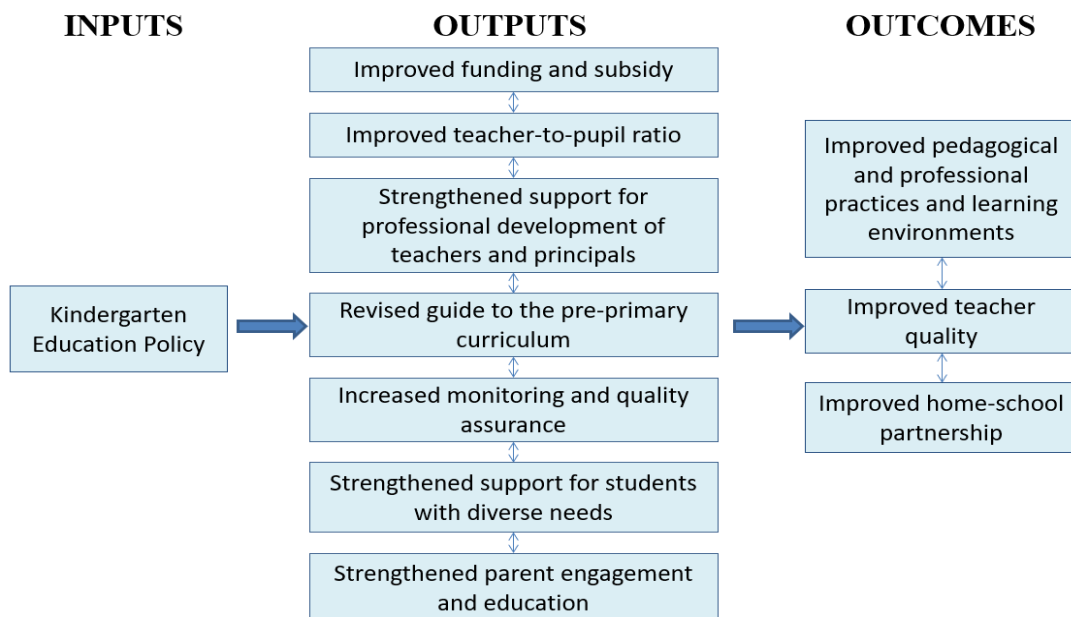 INPUTS
OUTPUTS
OUTCOMES
Kindergarten
Education Policy
Improved funding and subsidy
Improved teacher-to-pupil ratio
Strengthened support for
professional development of
teachers and principals
Revised guide to the pre-primary
curriculum
Increased monitoring and quality
assurance
Strengthened support for students
with diverse needs
Strengthened parent engagement
and education
Improved pedagogical
and professional
practices and learning
environments
Improved teacher
quality
Improved home-school
partnership